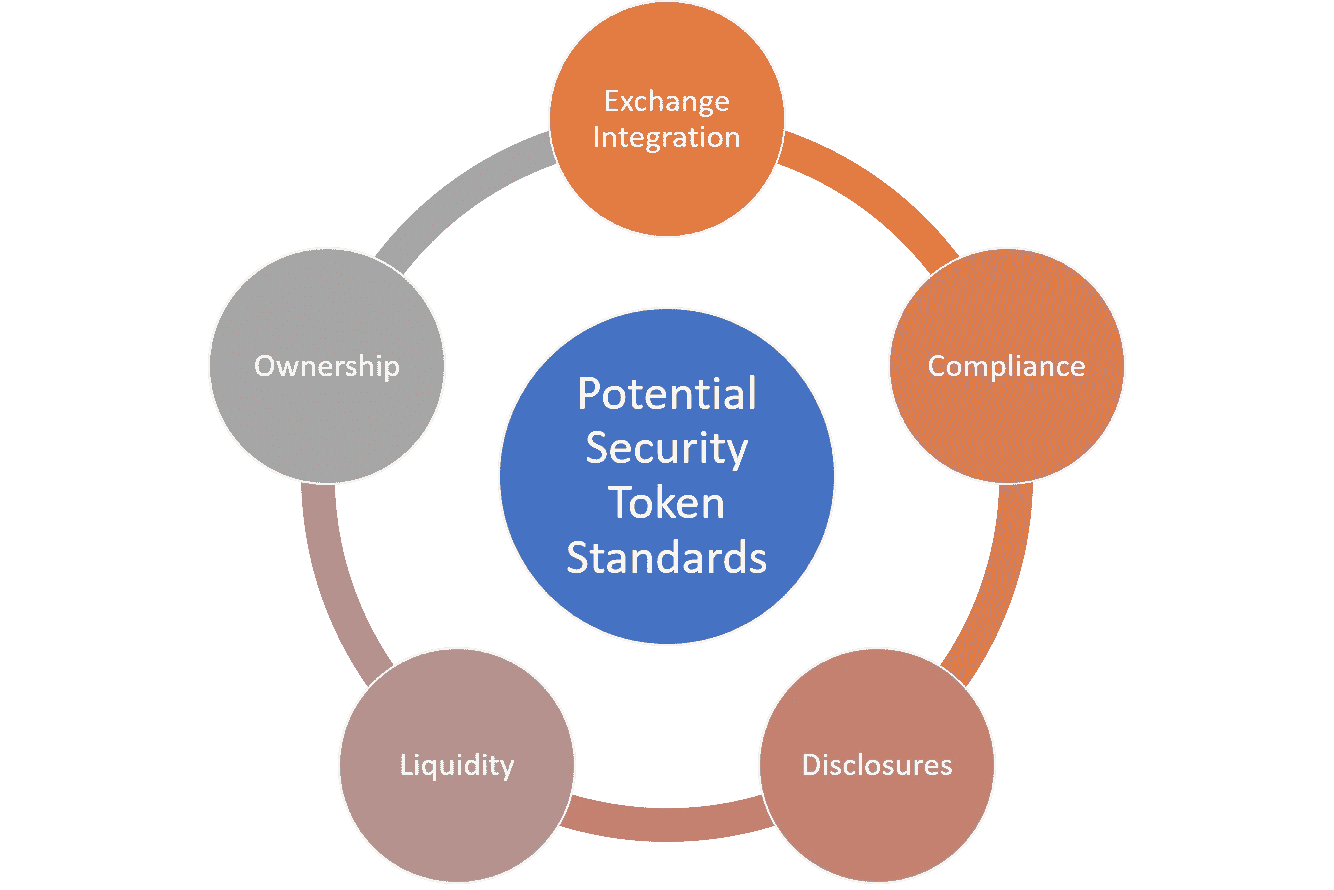 Exchange
Integration
Ownership
Compliance
Potential
Security
Token
Standards
Liquidity
Disclosures